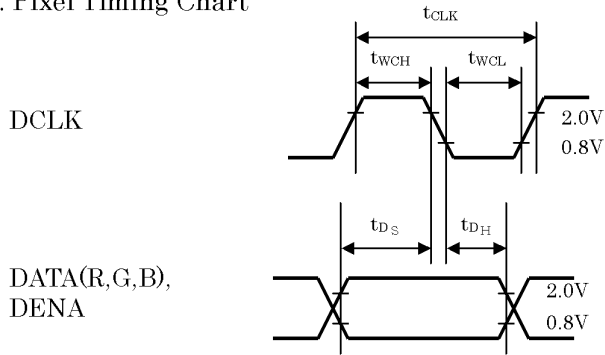 . Pixel Timing Chart
tCLK
tWCH
tWCL
DCLK
2.0V
0.8V
tDS
tDH
DATA(R,G,B),
DENA
2.0V
0.8V